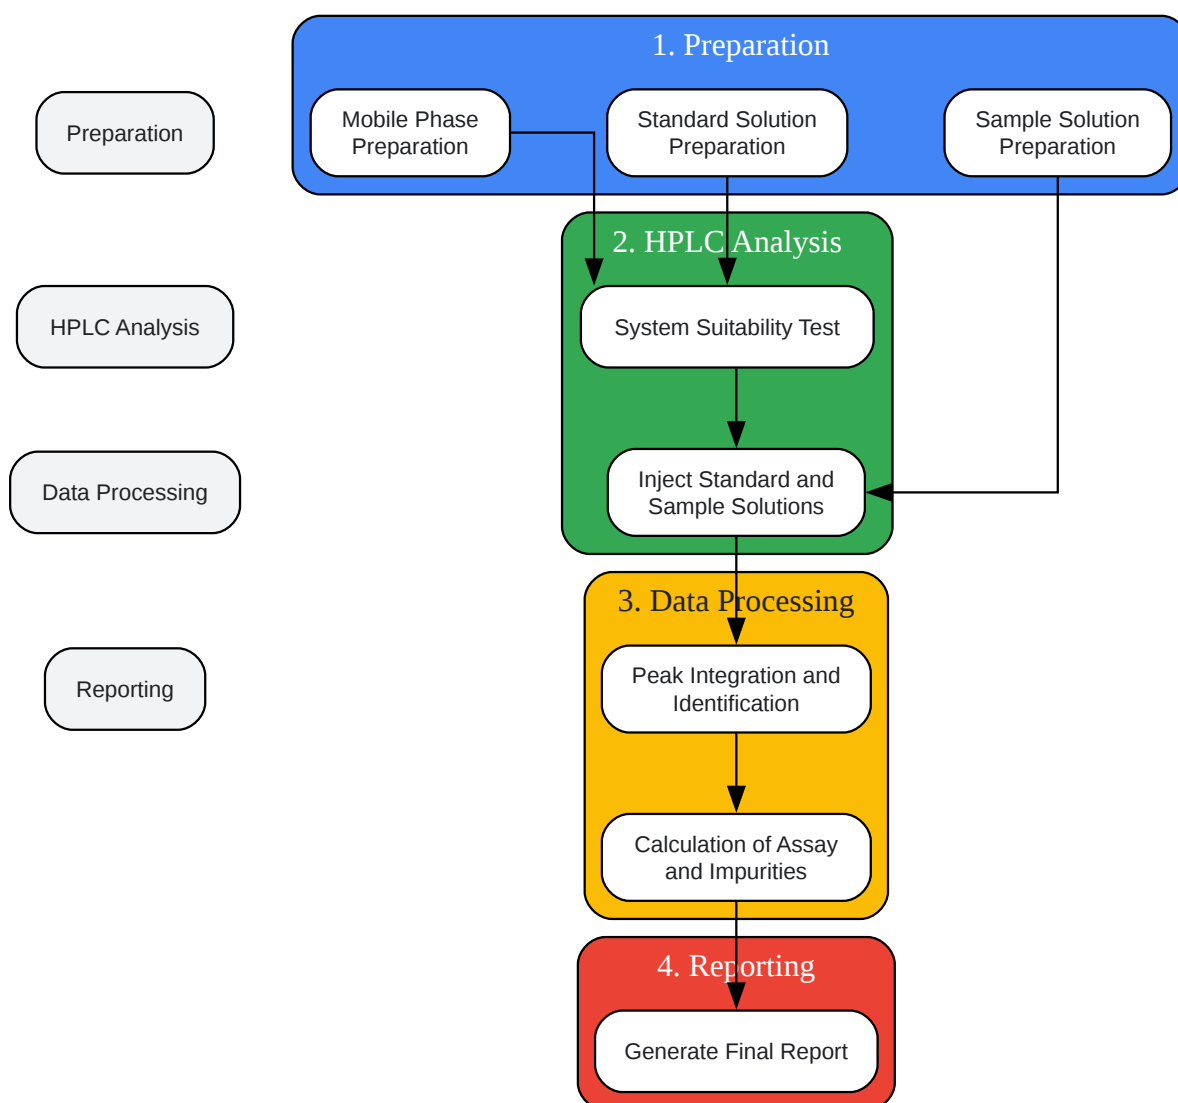 1. Preparation
Preparation
Mobile Phase
Preparation
Standard Solution
Preparation
Sample Solution
Preparation
2. HPLC Analysis
HPLC Analysis
System Suitability Test
Data Processing
Inject Standard and
Sample Solutions
3. Data Processing
Reporting
Peak Integration and
Identification
Calculation of Assay
and Impurities
4. Reporting
Generate Final Report